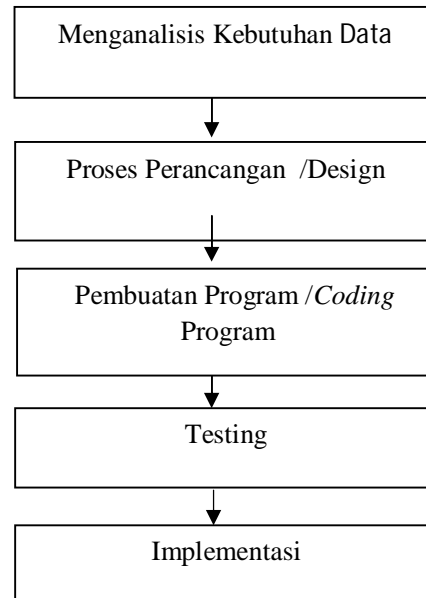 Menganalisis Kebutuhan Data
Proses Perancangan /Design
Pembuatan Program /Coding
Program
Testing
Implementasi